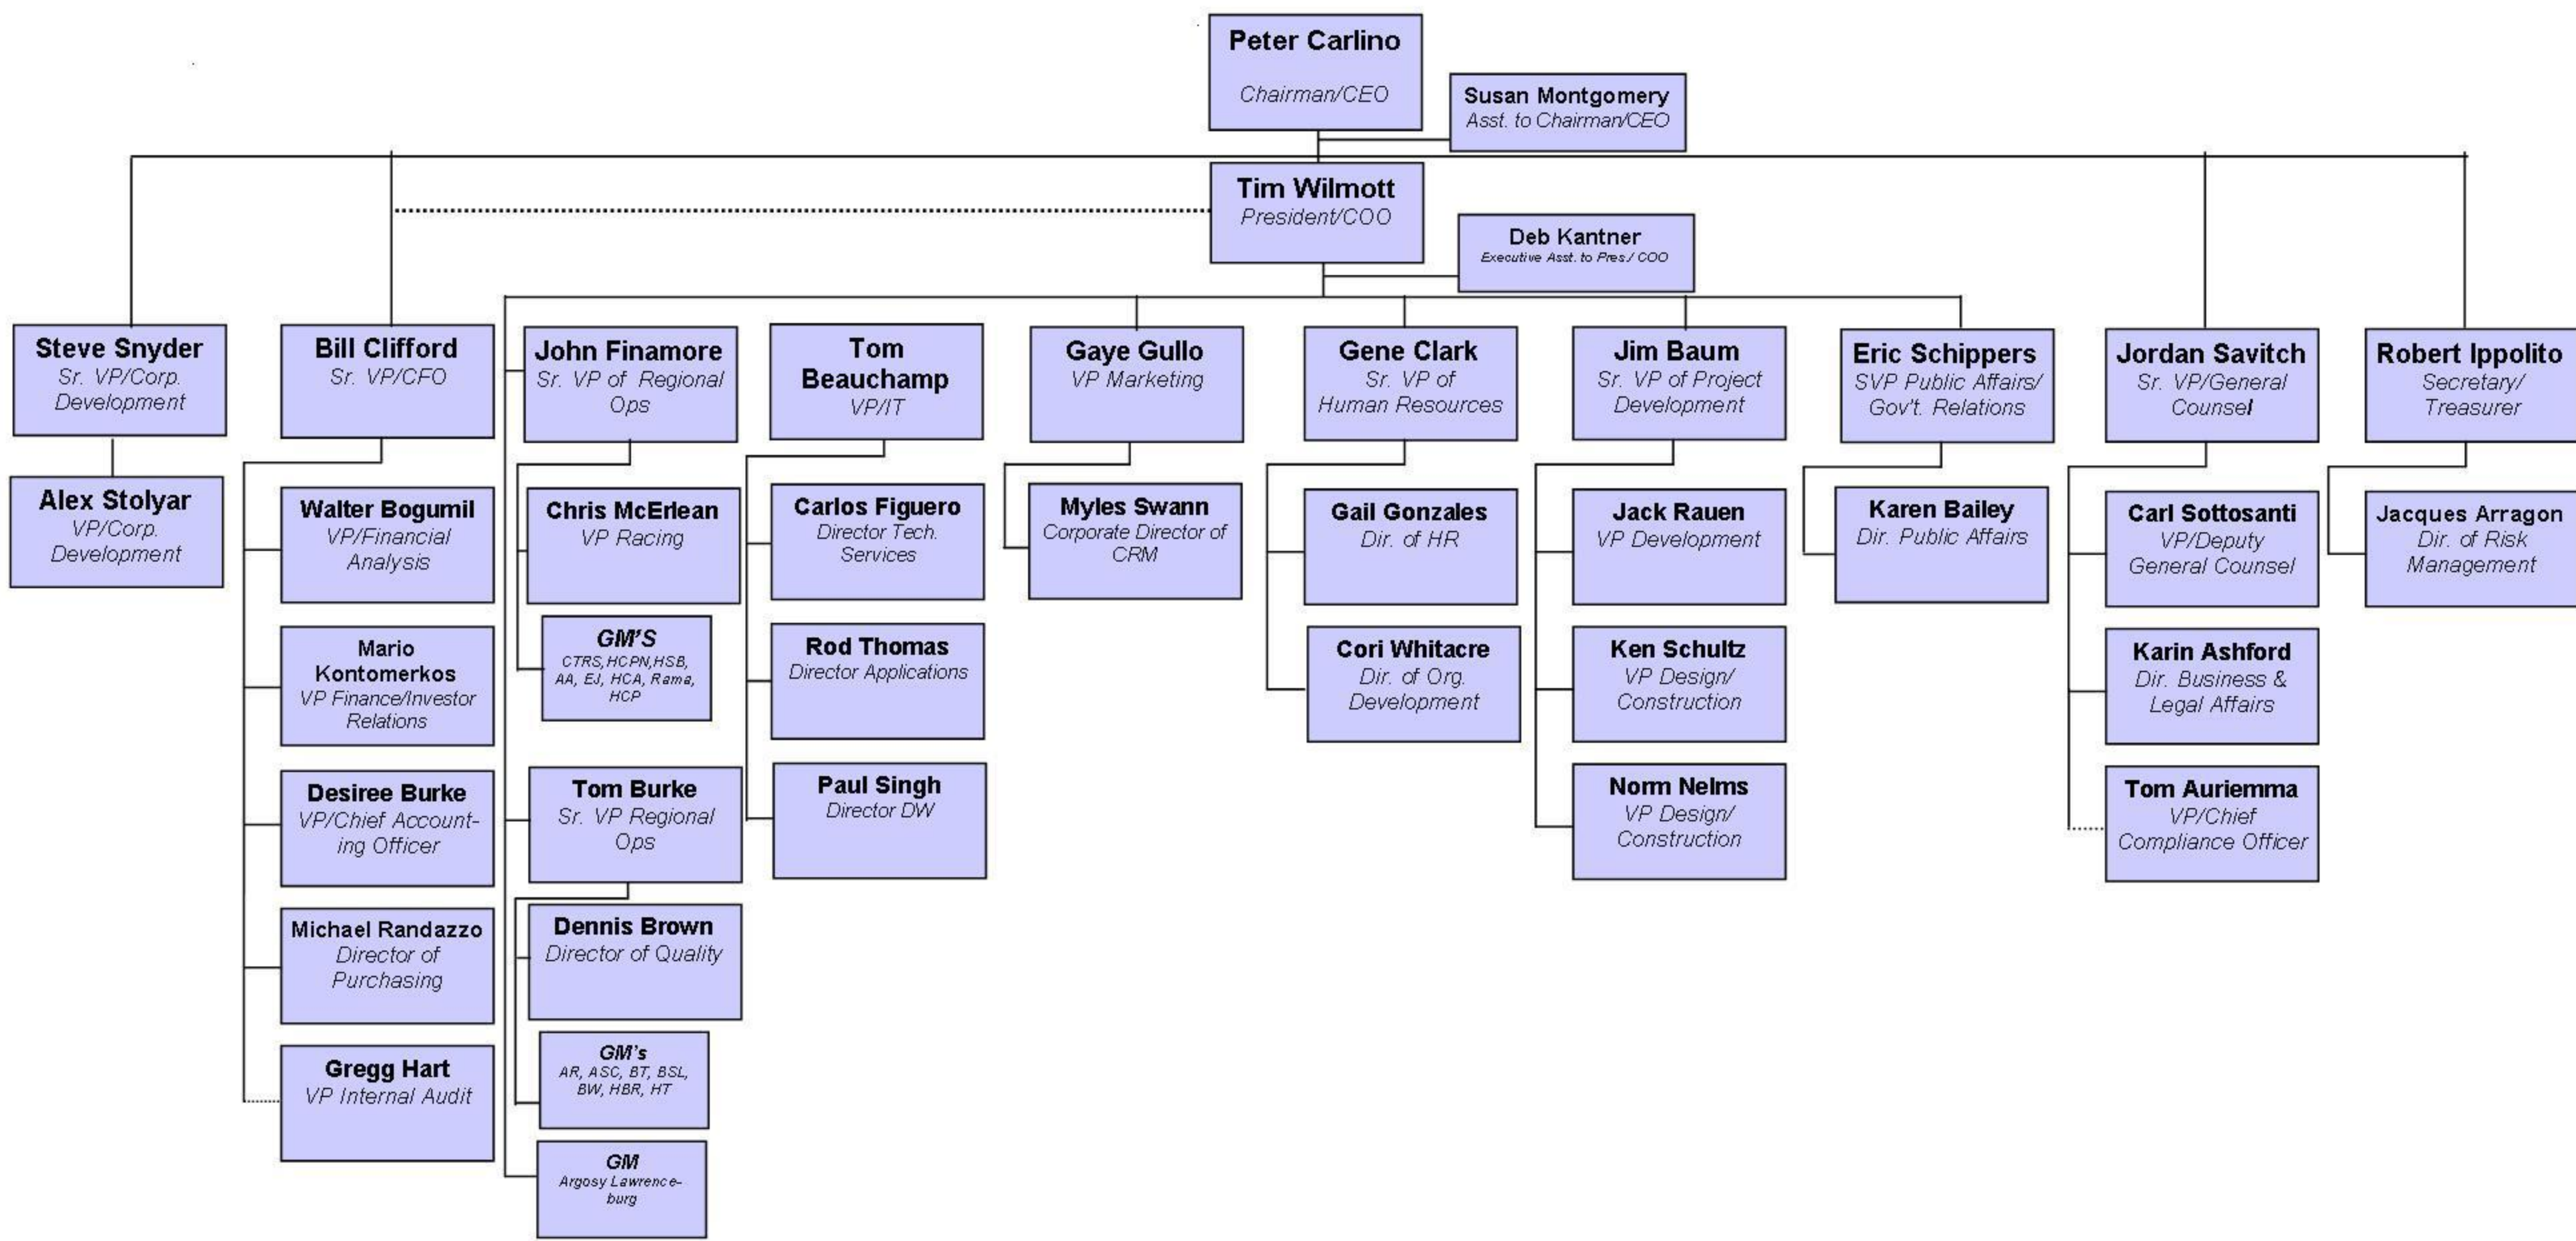 Peter Carlino
Chairman/CEO
Susan Montgomery
Asst. to Chairman/CEO
Tim Wilmott
President/COO
Deb Kantner
Executive Asst. to Pres./ COO
Steve Snyder
Sr. VP/Corp.
Development
Alex Stolyar
VP/Corp.
Development
Bill Clifford
Sr. VP/CFO
Walter Bogumil
VP/Financial
Analysis
Mario
Kontomerkos
VP Finance/Investor
Relations
Desiree Burke
VP/Chief Account-
ing Officer
Michael Randazzo
Director of
Purchasing
Gregg Hart
VP Internal Audit
John Finamore
Sr. VP of Regional
Ops
Chris McErlean
VP Racing
GM'S
CTRS,HCPN,HSB,
AA, EJ, HCA, Rama,
HCP
Tom Burke
Sr. VP Regional
Ops
Dennis Brown
Director of Quality
GM's
AR, ASC, BT, BSL,
BW, HBR, HT
GM
Argosy Lawrence-
burg
Tom
Beauchamp
VP/IT
Carlos Figuero
Director Tech.
Services
Rod Thomas
Director Applications
Paul Singh
Director DW
Gaye Gullo
VP Marketing
Myles Swann
Corporate Director of
CRM
Gene Clark
Sr. VP of
Human Resources
Gail Gonzales
Dir. of HR
Cori Whitacre
Dir. of Org.
Development
Jim Baum
Sr. VP of Project
Development
Jack Rauen
VP Development
Ken Schultz
VP Design/
Construction
Norm Nelms
VP Design/
Construction
Eric Schippers
SVP Public Affairs/
Gov't. Relations
Karen Bailey
Dir. Public Affairs
Jordan Savitch
Sr. VP/General
Counsel
Carl Sottosanti
VP/Deputy
General Counsel
Karin Ashford
Dir. Business &
Legal Affairs
Tom Auriemma
VP/Chief
Compliance Officer
Robert Ippolito
Secretary/
Treasurer
Jacques Arragon
Dir. of Risk
Management